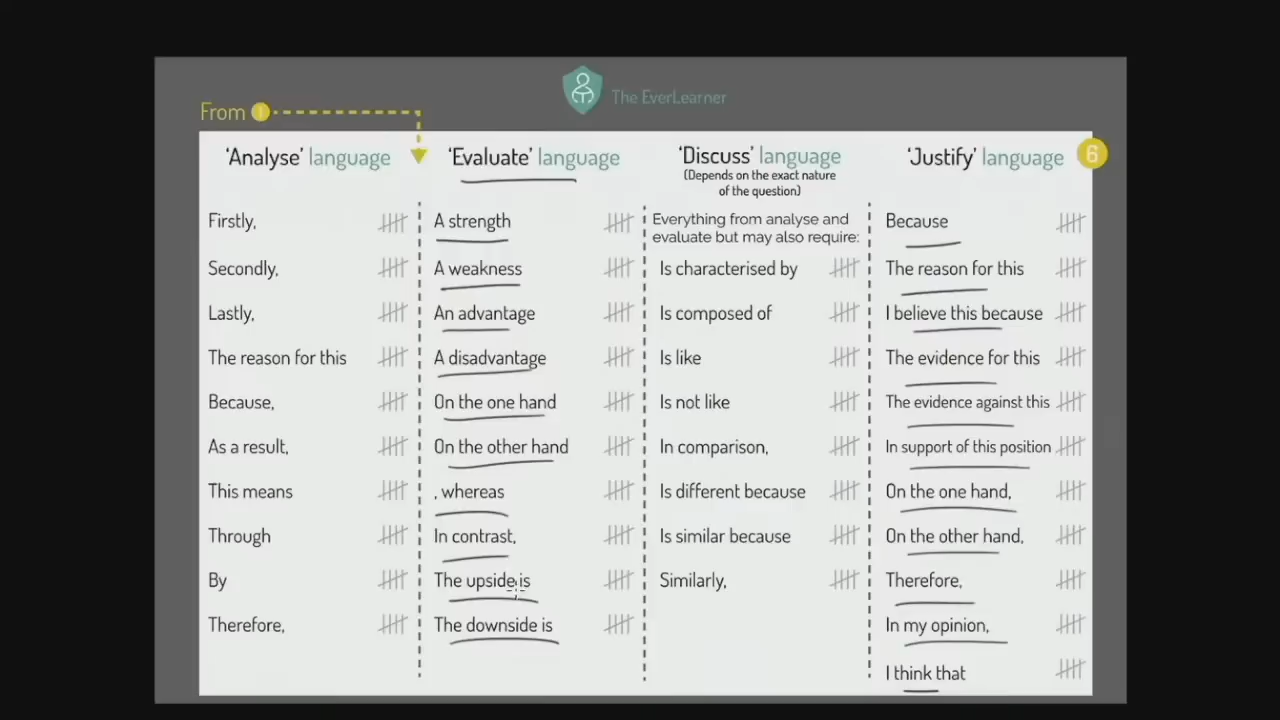 The EverLearner
From 1
'Analyse' language
Firstly,
Secondly,
Lastly,
The reason for this
Because,
As a result,
This means
Through
By
Therefore,
'Evaluate' language
A strength
A weakness
An advantage
A disadvantage
On the one hand
On the other hand
, whereas
In contrast,
The upside is
The downside is
'Discuss' language
(Depends on the exact nature
of the question)
Everything from analyse and
evaluate but may also require:
Is characterised by
Is composed of
Is like
Is not like
In comparison,
Is different because
Is similar because
Similarly,
'Justify' language
6
Because
The reason for this
I believe this because
The evidence for this
The evidence against this
In support of this position
On the one hand,
On the other hand,
Therefore,
In my opinion,
I think that